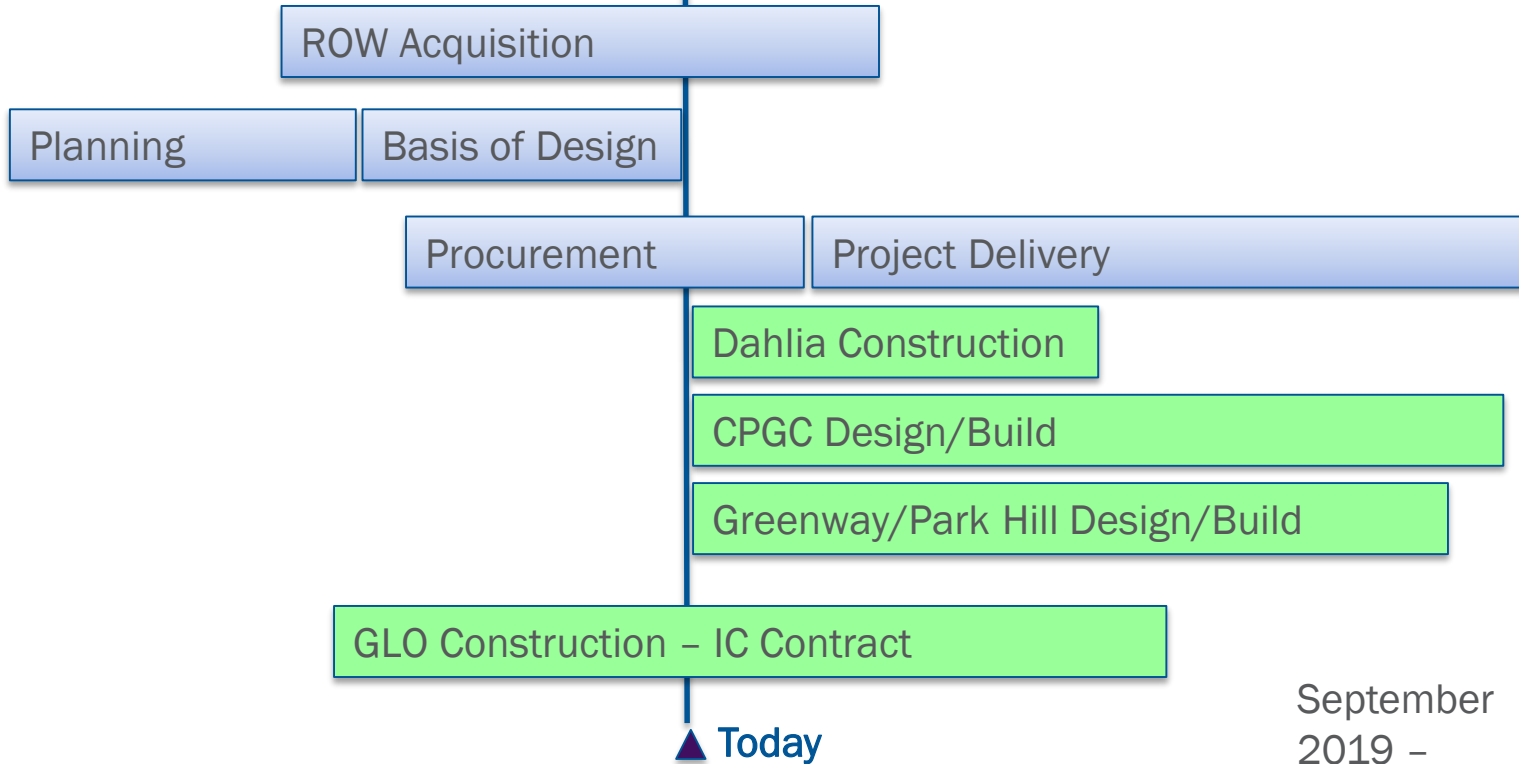 ROW Acquisition
Planning
Basis of Design
Procurement
Project Delivery
Dahlia Construction
CPGC Design/Build
Greenway/Park Hill Design/Build
GLO Construction – IC Contract
Today
September
2019 –